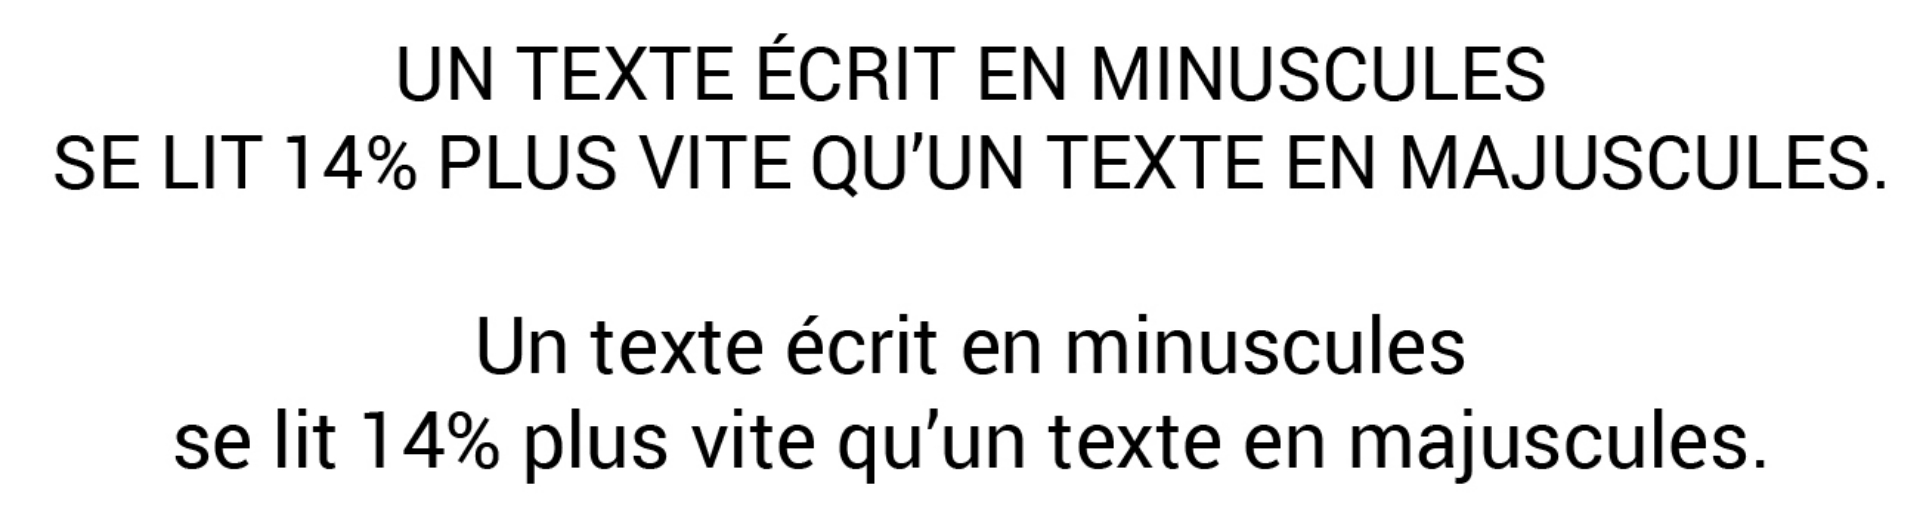 UN TEXTE ÉCRIT EN MINUSCULES
SE LIT 14% PLUS VITE QU’UN TEXTE EN MAJUSCULES.
Un texte écrit en minuscules
se lit 14% plus vite qu’un texte en majuscules.